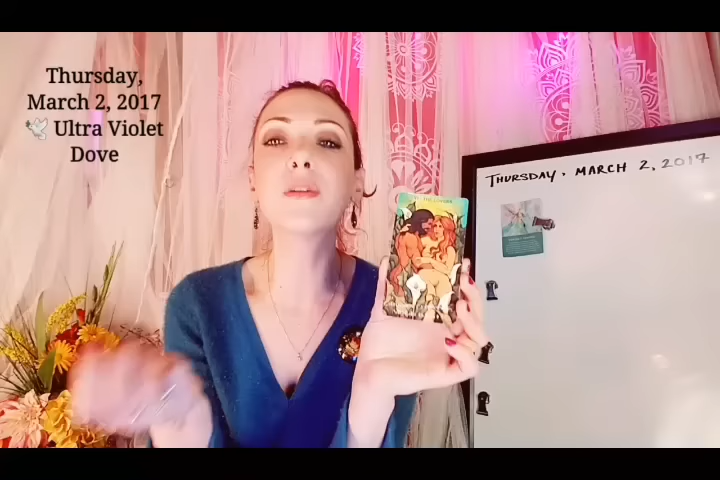 Thursday,
March 2, 2017
🕊 Ultra Violet
Dove
THURSDAY, MARCH 2, 2017